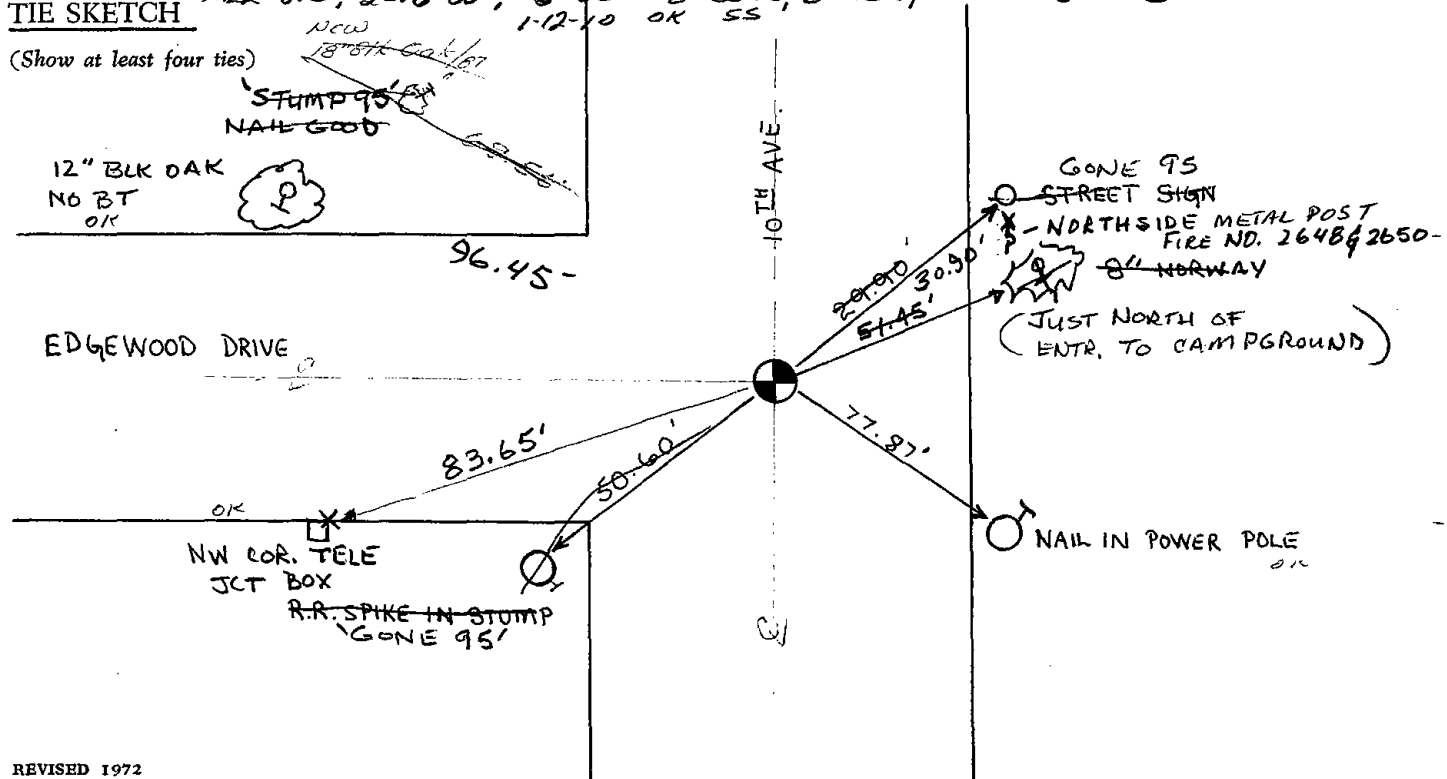 TIE SKETCH
1-12-10 OK SS
(Show at least four ties)
NEW
18" Blk Oak/87
'STUMP 95'
NAIL GOOD
12" BLK OAK
NO BT
OK
96.45-
10TH AVE.
GONE 95
STREET SIGN
NORTHSIDE METAL POST
FIRE NO. 2648 & 2650-
8" NORWAY
(JUST NORTH OF
ENTR. TO CAMPGROUND)
29.90'
30.90'
51.45'
EDGEWOOD DRIVE
83.65'
50.60'
77.87'
OK
NW COR. TELE
JCT BOX
R.R. SPIKE IN STUMP
'GONE 95'
NAIL IN POWER POLE
OK
REVISED 1972